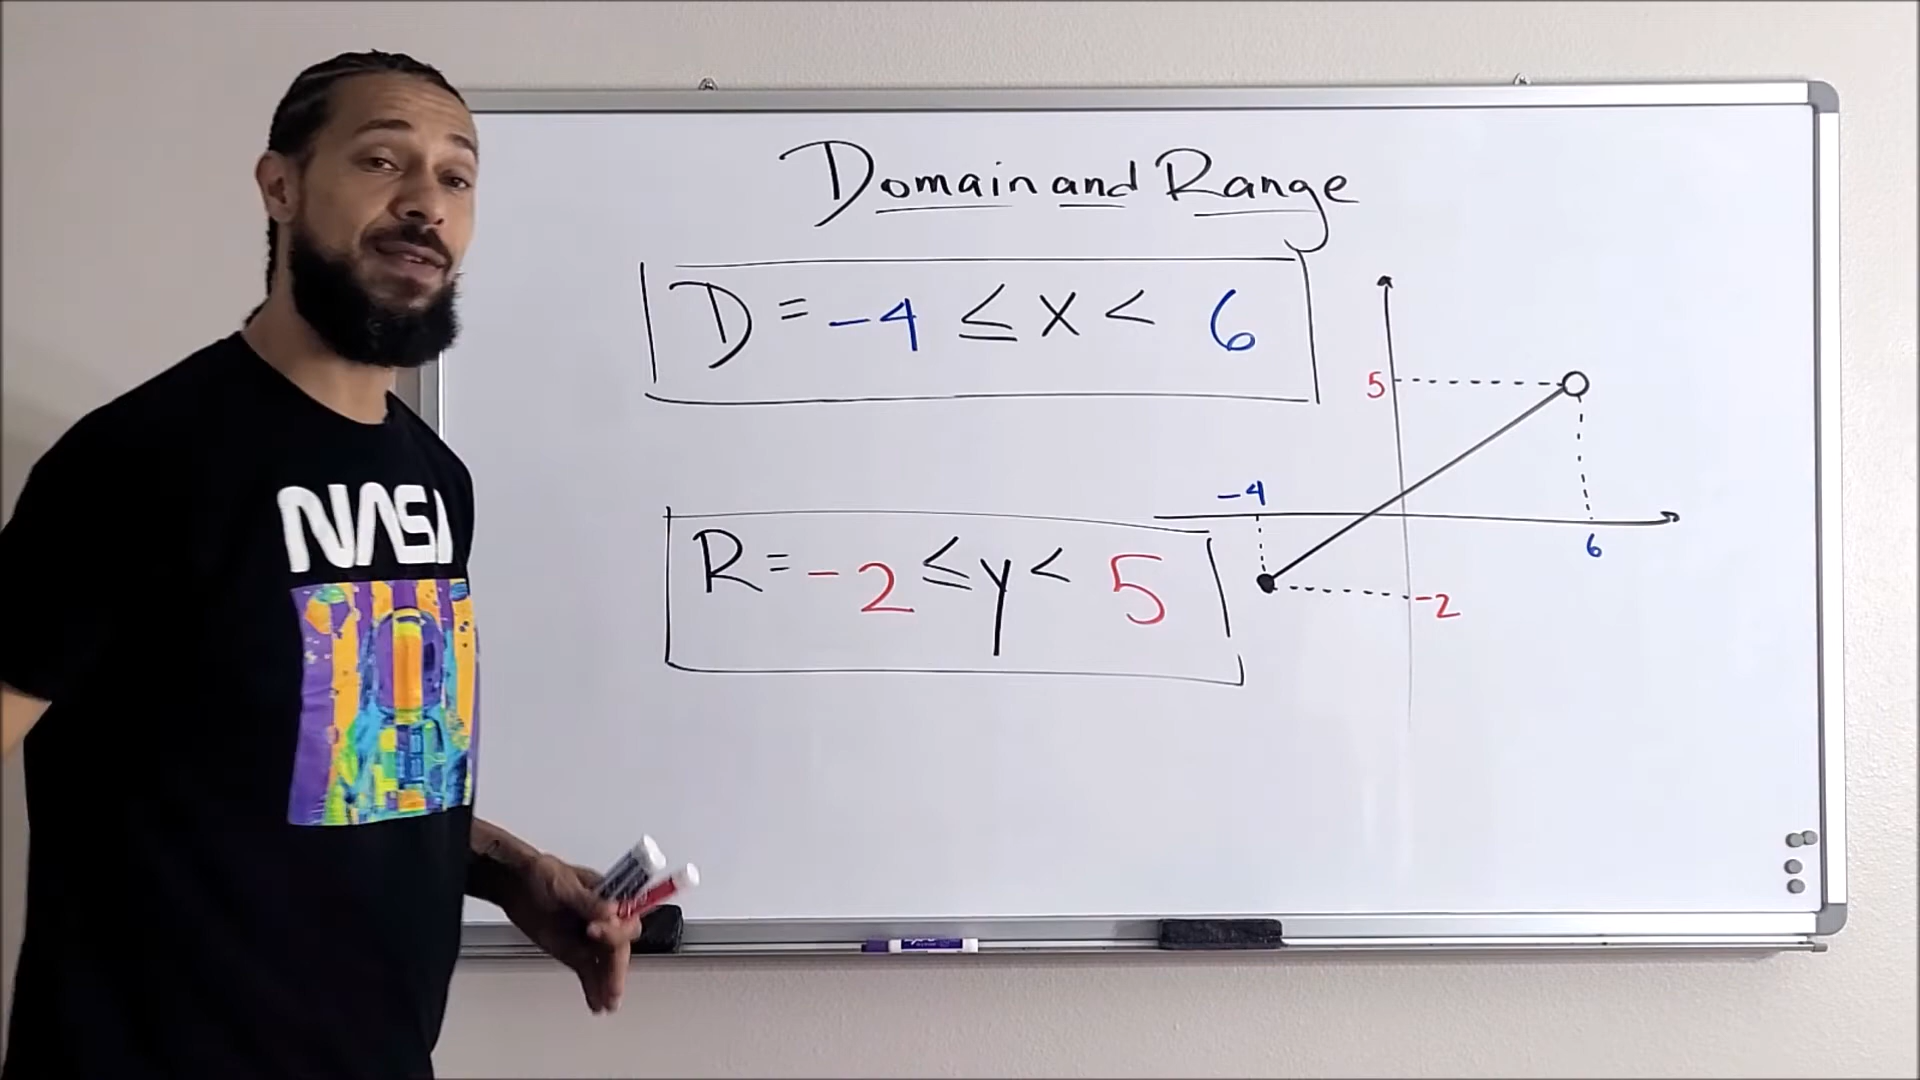 Domain and Range
D = -4 ≤ x < 6
5
-4
6
R = -2 ≤ y < 5
-2
NASA